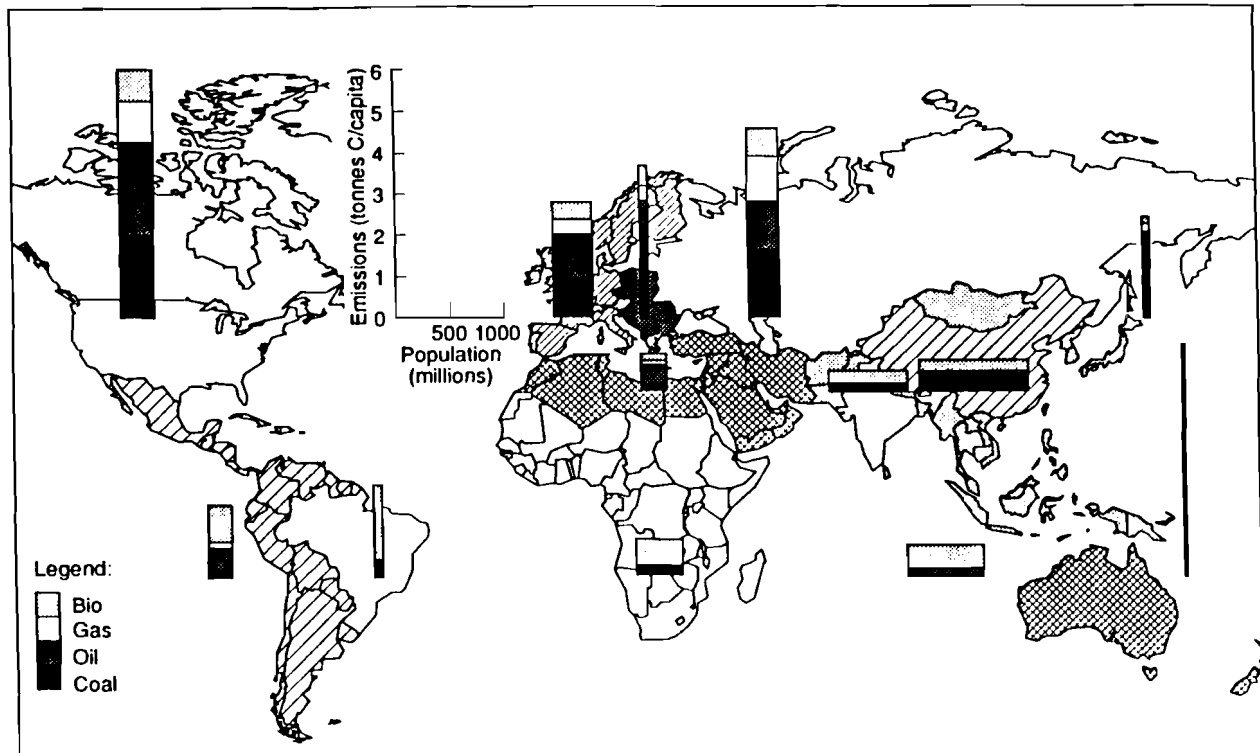 6
5
4
3
2
1
0
Emissions (tonnes C/capita)
500 1000
Population
(millions)
Legend:
Bio
Gas
Oil
Coal